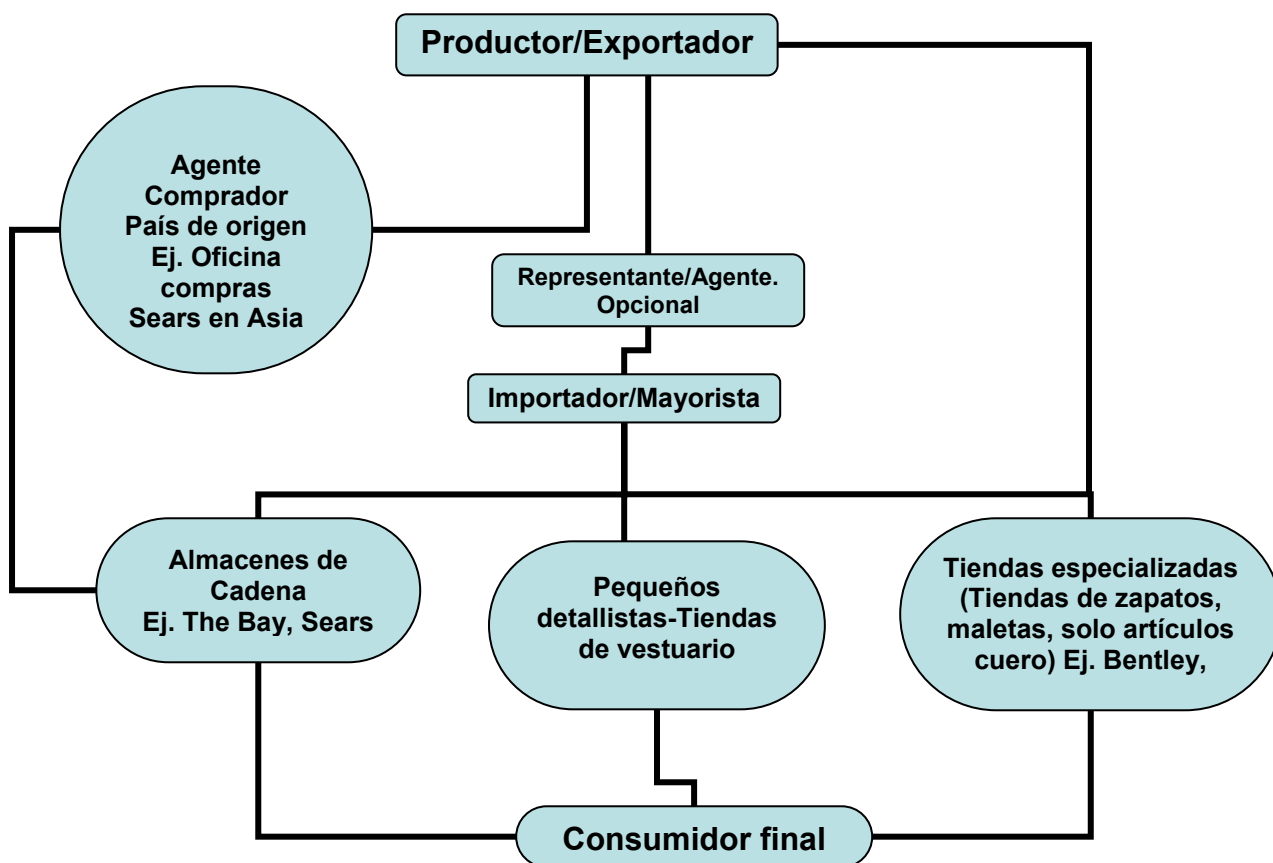 Productor/Exportador
Agente
Comprador
País de origen
Ej. Oficina
compras
Sears en Asia
Representante/Agente.
Opcional
Importador/Mayorista
Almacenes de
Cadena
Ej. The Bay, Sears
Pequeños
detallistas-Tiendas
de vestuario
Tiendas especializadas
(Tiendas de zapatos,
maletas, solo artículos
cuero) Ej. Bentley,
Consumidor final